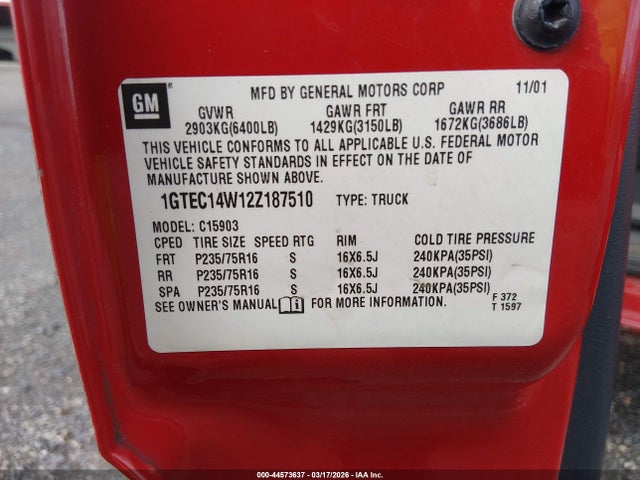 GM
MFD BY GENERAL MOTORS CORP 11/01
GVWR GAWR FRT GAWR RR
2903KG(6400LB) 1429KG(3150LB) 1672KG(3686LB)
THIS VEHICLE CONFORMS TO ALL APPLICABLE U.S. FEDERAL MOTOR
VEHICLE SAFETY STANDARDS IN EFFECT ON THE DATE OF
MANUFACTURE SHOWN ABOVE.
1GTEC14W12Z187510 TYPE: TRUCK
MODEL: C15903
CPED TIRE SIZE SPEED RTG RIM COLD TIRE PRESSURE
FRT P235/75R16 S 16X6.5J 240KPA(35PSI)
RR P235/75R16 S 16X6.5J 240KPA(35PSI)
SPA P235/75R16 S 16X6.5J 240KPA(35PSI)
SEE OWNER'S MANUAL FOR MORE INFORMATION.
F 372
T 1597
000-44573637 - 03/17/2026 - IAA Inc.